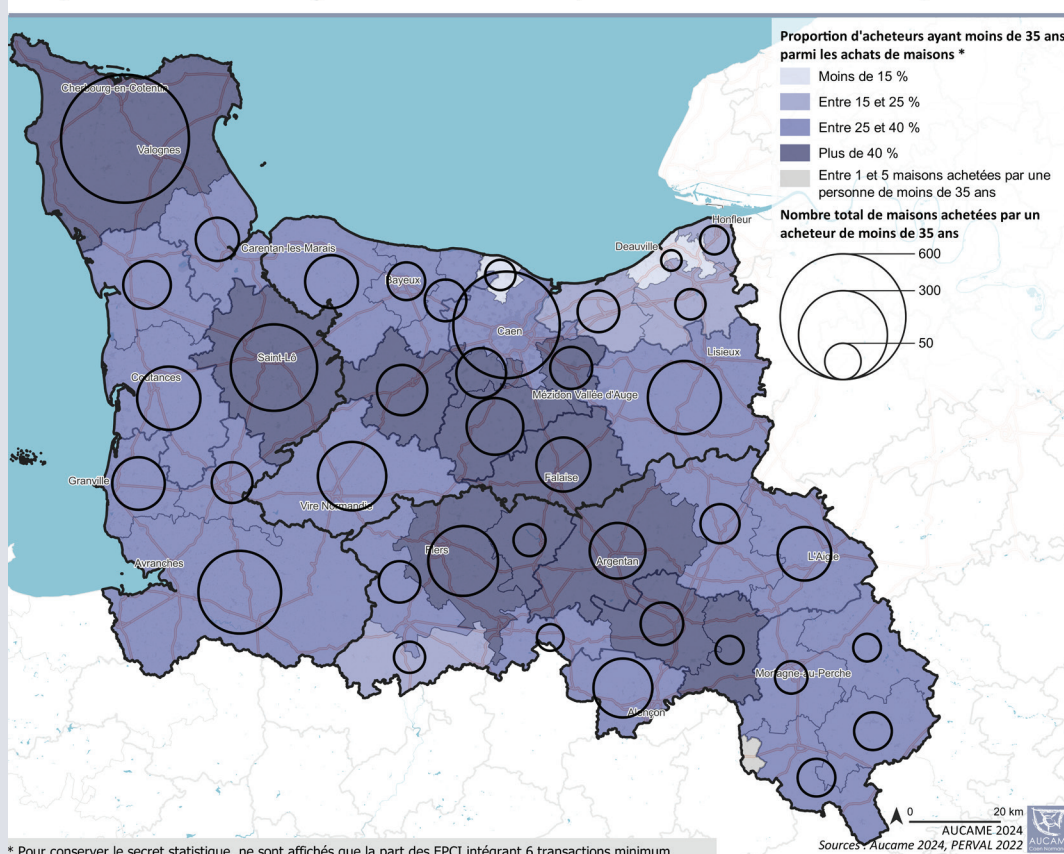 Proportion d'acheteurs ayant moins de 35 ans
parmi les achats de maisons *
Moins de 15 %
Entre 15 et 25 %
Entre 25 et 40 %
Plus de 40 %
Entre 1 et 5 maisons achetées par une
personne de moins de 35 ans
Nombre total de maisons achetées par un
acheteur de moins de 35 ans
600
300
50
Cherbourg-en-Cotentin
Valognes
Honfleur
Deauville
Carentan-les-Marais
Bayeux
Caen
Lisieux
Saint-Lô
Coutances
Mézidon Vallée d'Auge
Falaise
Granville
Vire Normandie
Flers
Argentan
L'Aigle
Avranches
Mortagne-au-Perche
Alençon
0 20 km
AUCAME 2024
Sources : Aucame 2024, PERVAL 2022
AUCAME
Caen Normandie
* Pour conserver le secret statistique, ne sont affichés que la part des EPCI intégrant 6 transactions minimum